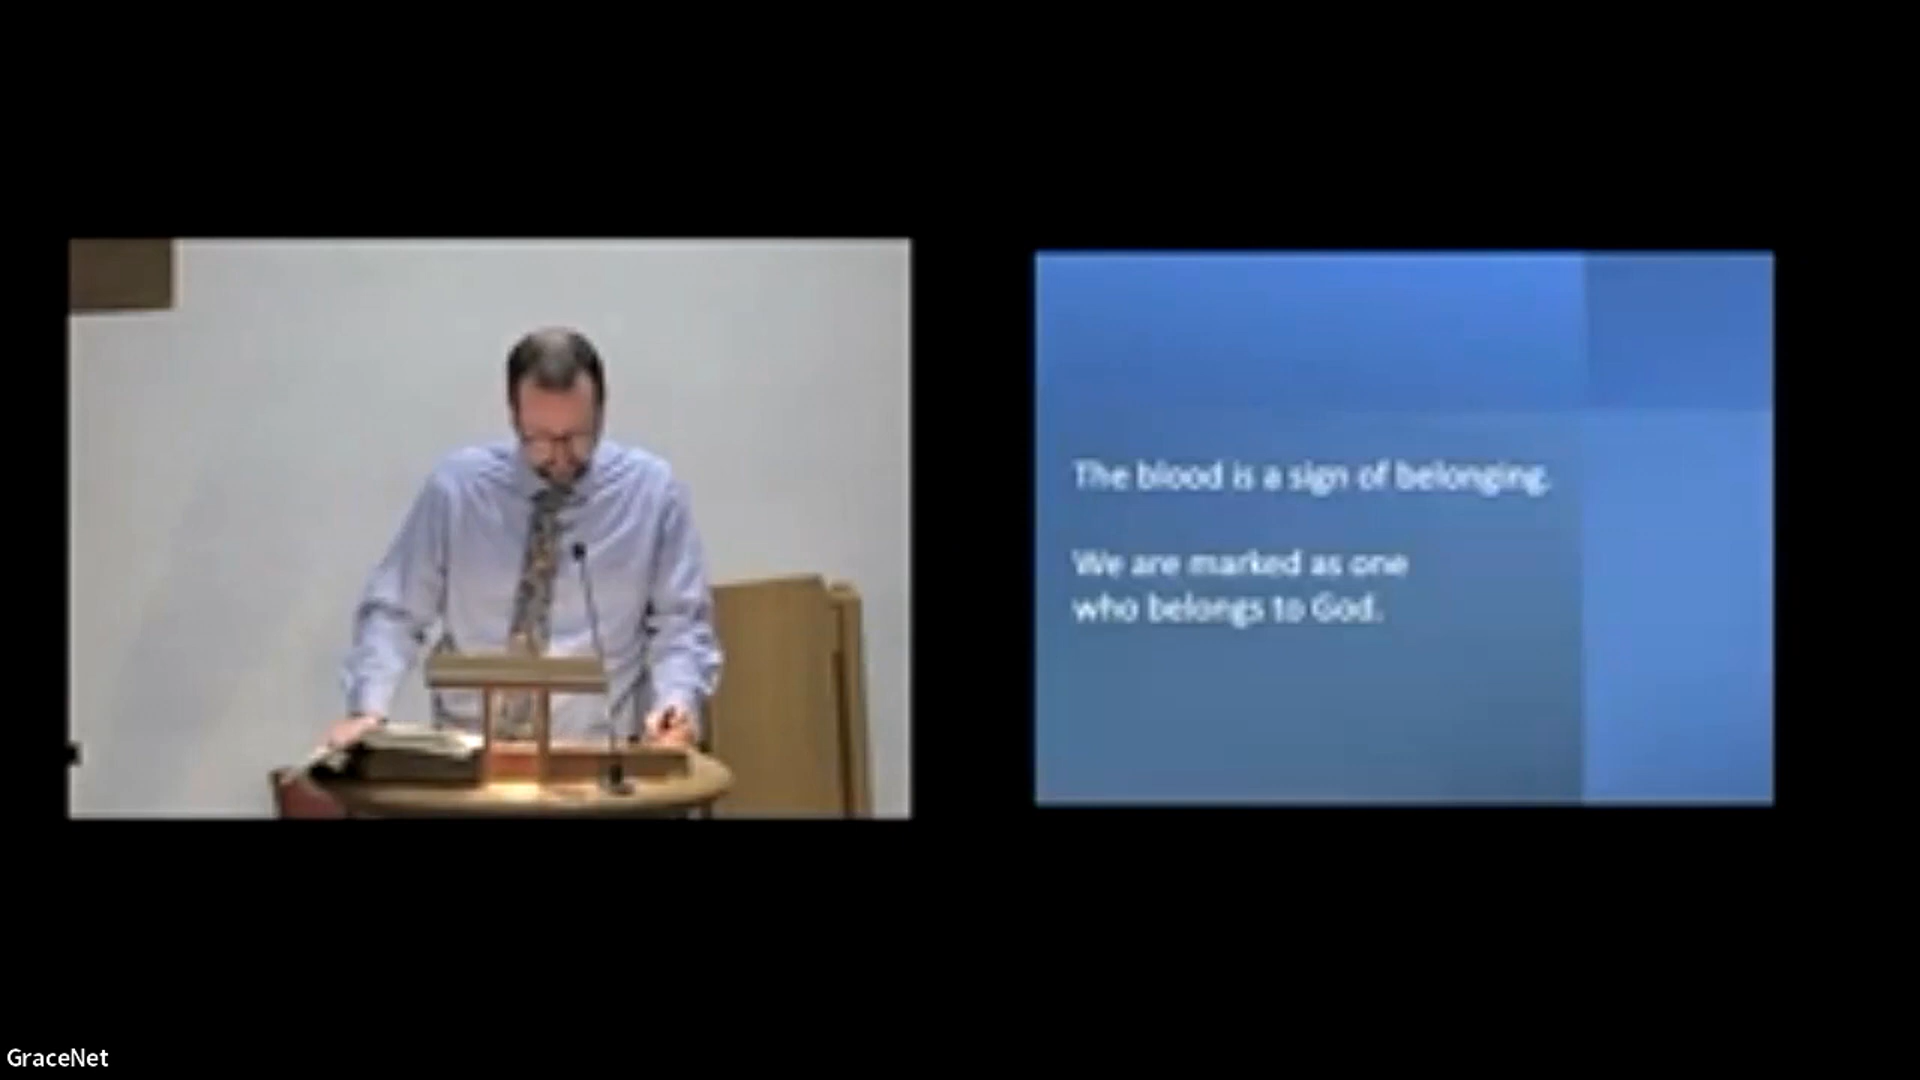 The blood is a sign of belonging.
We are marked as one
who belongs to God.
GraceNet